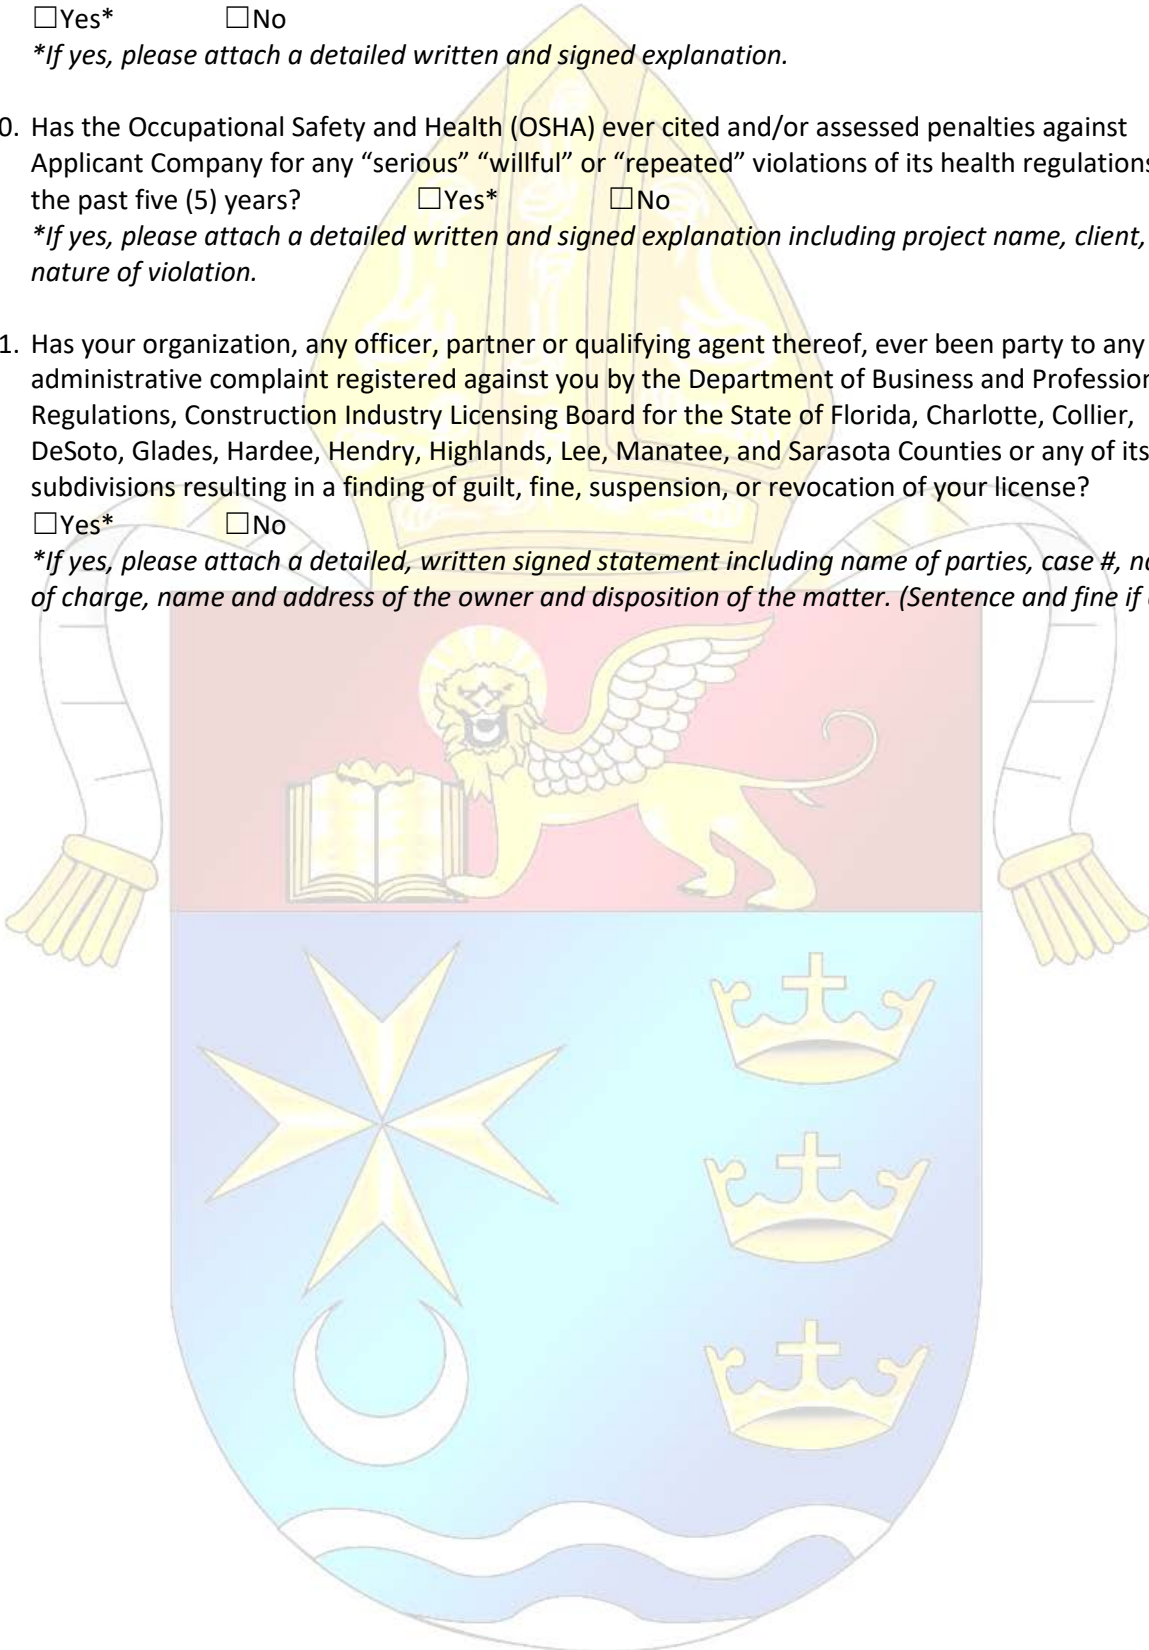 ☐Yes* ☐No
*If yes, please attach a detailed written and signed explanation.
0. Has the Occupational Safety and Health (OSHA) ever cited and/or assessed penalties against
Applicant Company for any “serious” “willful” or “repeated” violations of its health regulations
the past five (5) years? ☐Yes* ☐No
*If yes, please attach a detailed written and signed explanation including project name, client,
nature of violation.
1. Has your organization, any officer, partner or qualifying agent thereof, ever been party to any
administrative complaint registered against you by the Department of Business and Profession
Regulations, Construction Industry Licensing Board for the State of Florida, Charlotte, Collier,
DeSoto, Glades, Hardee, Hendry, Highlands, Lee, Manatee, and Sarasota Counties or any of its
subdivisions resulting in a finding of guilt, fine, suspension, or revocation of your license?
☐Yes* ☐No
*If yes, please attach a detailed, written signed statement including name of parties, case #,
of charge, name and address of the owner and disposition of the matter. (Sentence and fine if